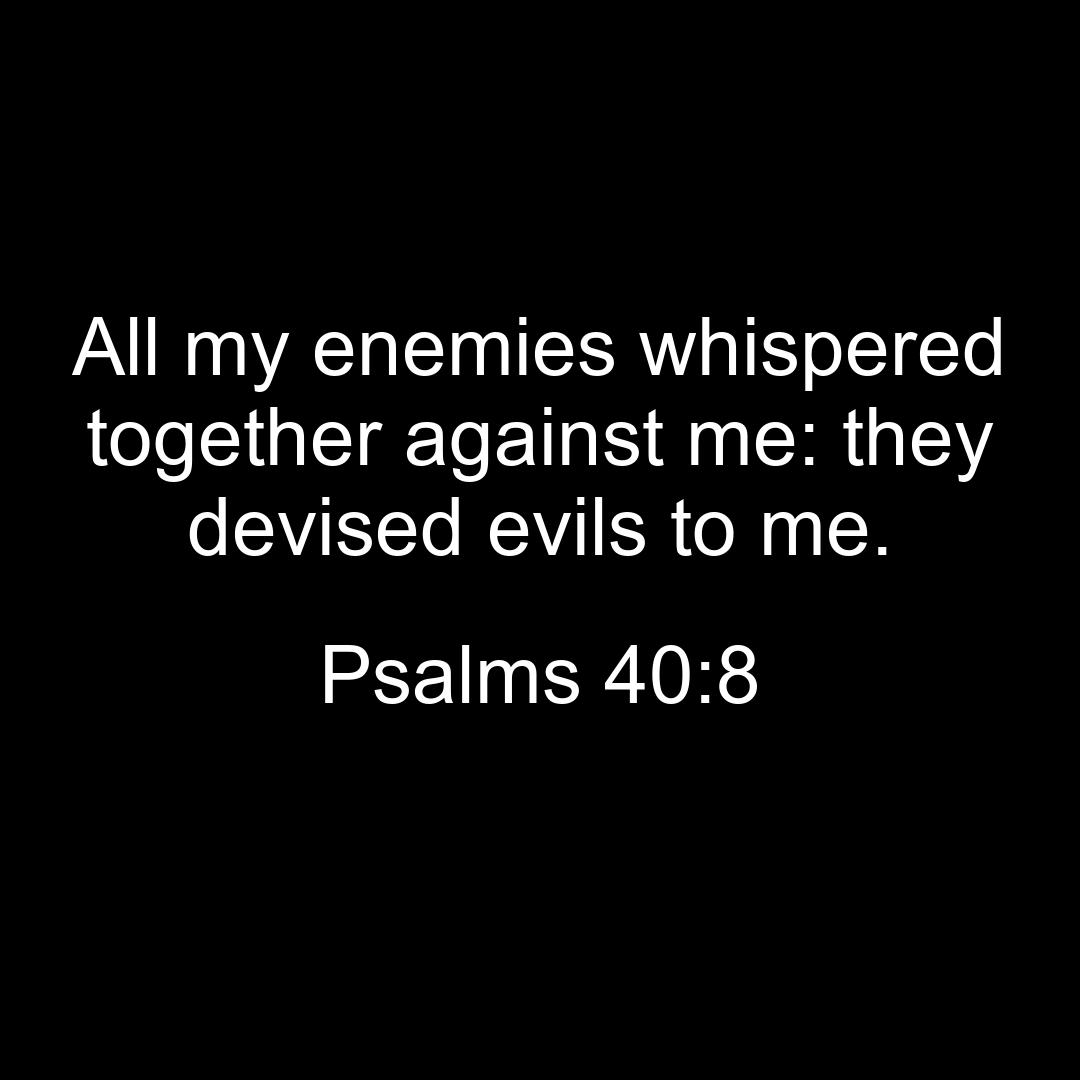 All my enemies whispered
together against me: they
devised evils to me.
Psalms 40:8